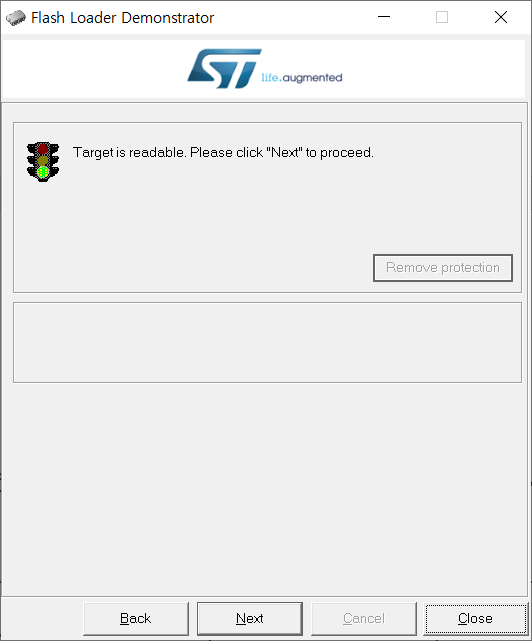 Flash Loader Demonstrator
ST life.augmented
Target is readable. Please click "Next" to proceed.
Remove protection
Back Next Cancel Close